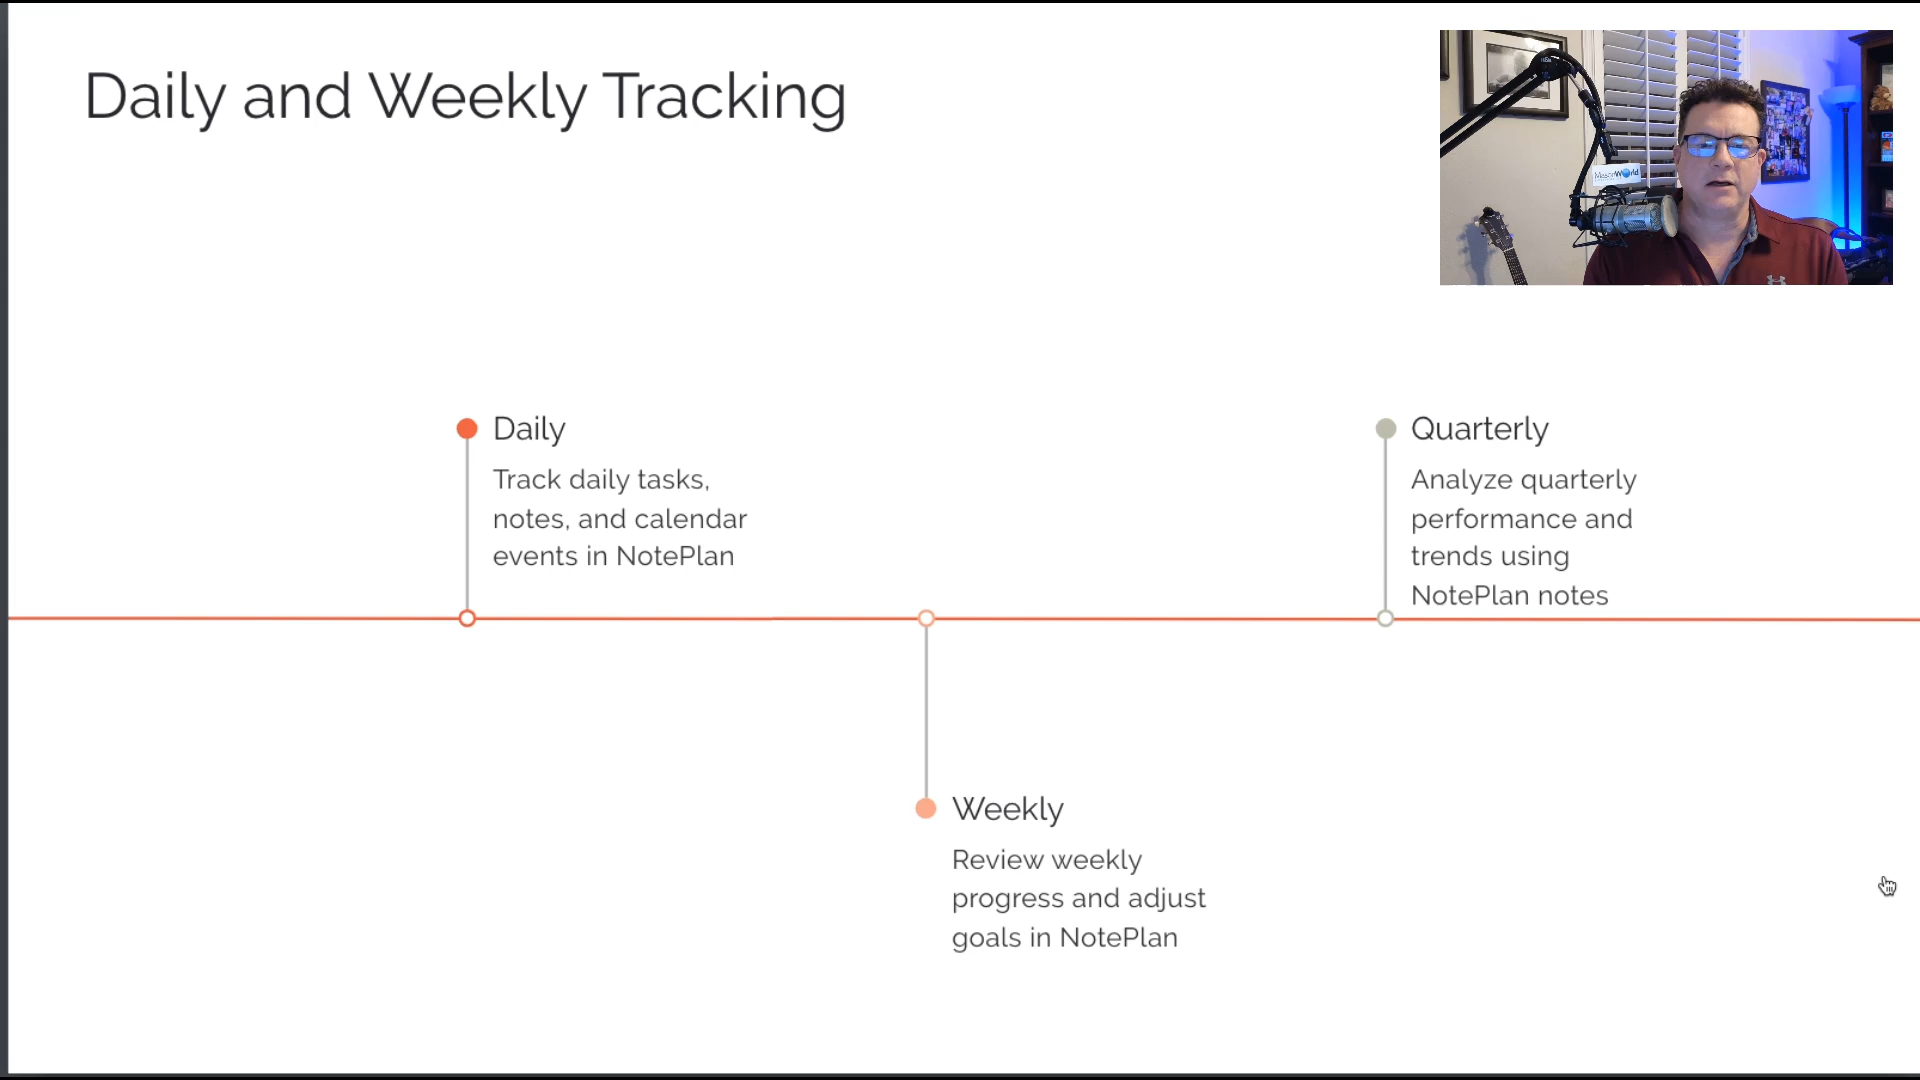 Daily and Weekly Tracking
MasonWorld
Daily
Track daily tasks,
notes, and calendar
events in NotePlan
Quarterly
Analyze quarterly
performance and
trends using
NotePlan notes
Weekly
Review weekly
progress and adjust
goals in NotePlan